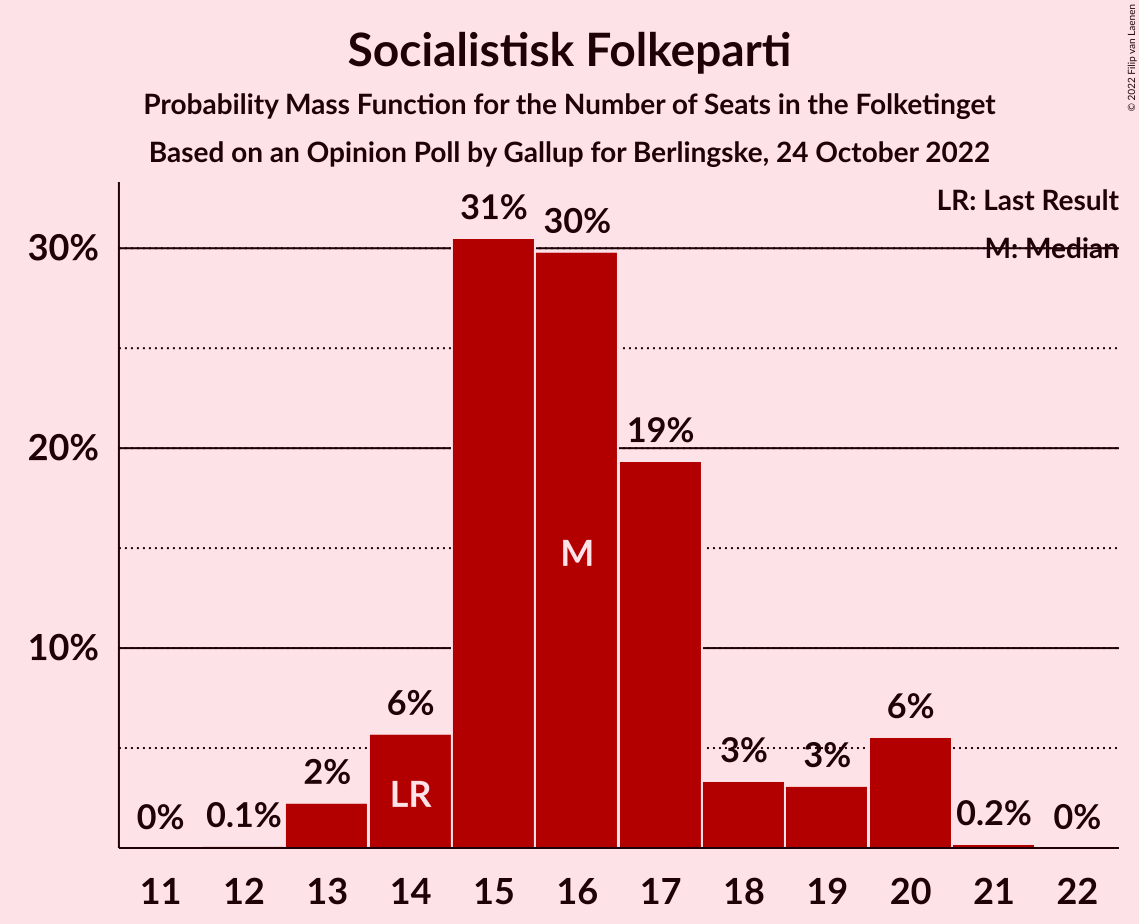 Socialistisk Folkeparti
Probability Mass Function for the Number of Seats in the Folketinget
Based on an Opinion Poll by Gallup for Berlingske, 24 October 2022
© 2022 Filip van Laenen
LR: Last Result
M: Median
30%
20%
10%
0%
0.1%
2%
6%
31%
30%
19%
3%
3%
6%
0.2%
0%
LR
M
11 12 13 14 15 16 17 18 19 20 21 22